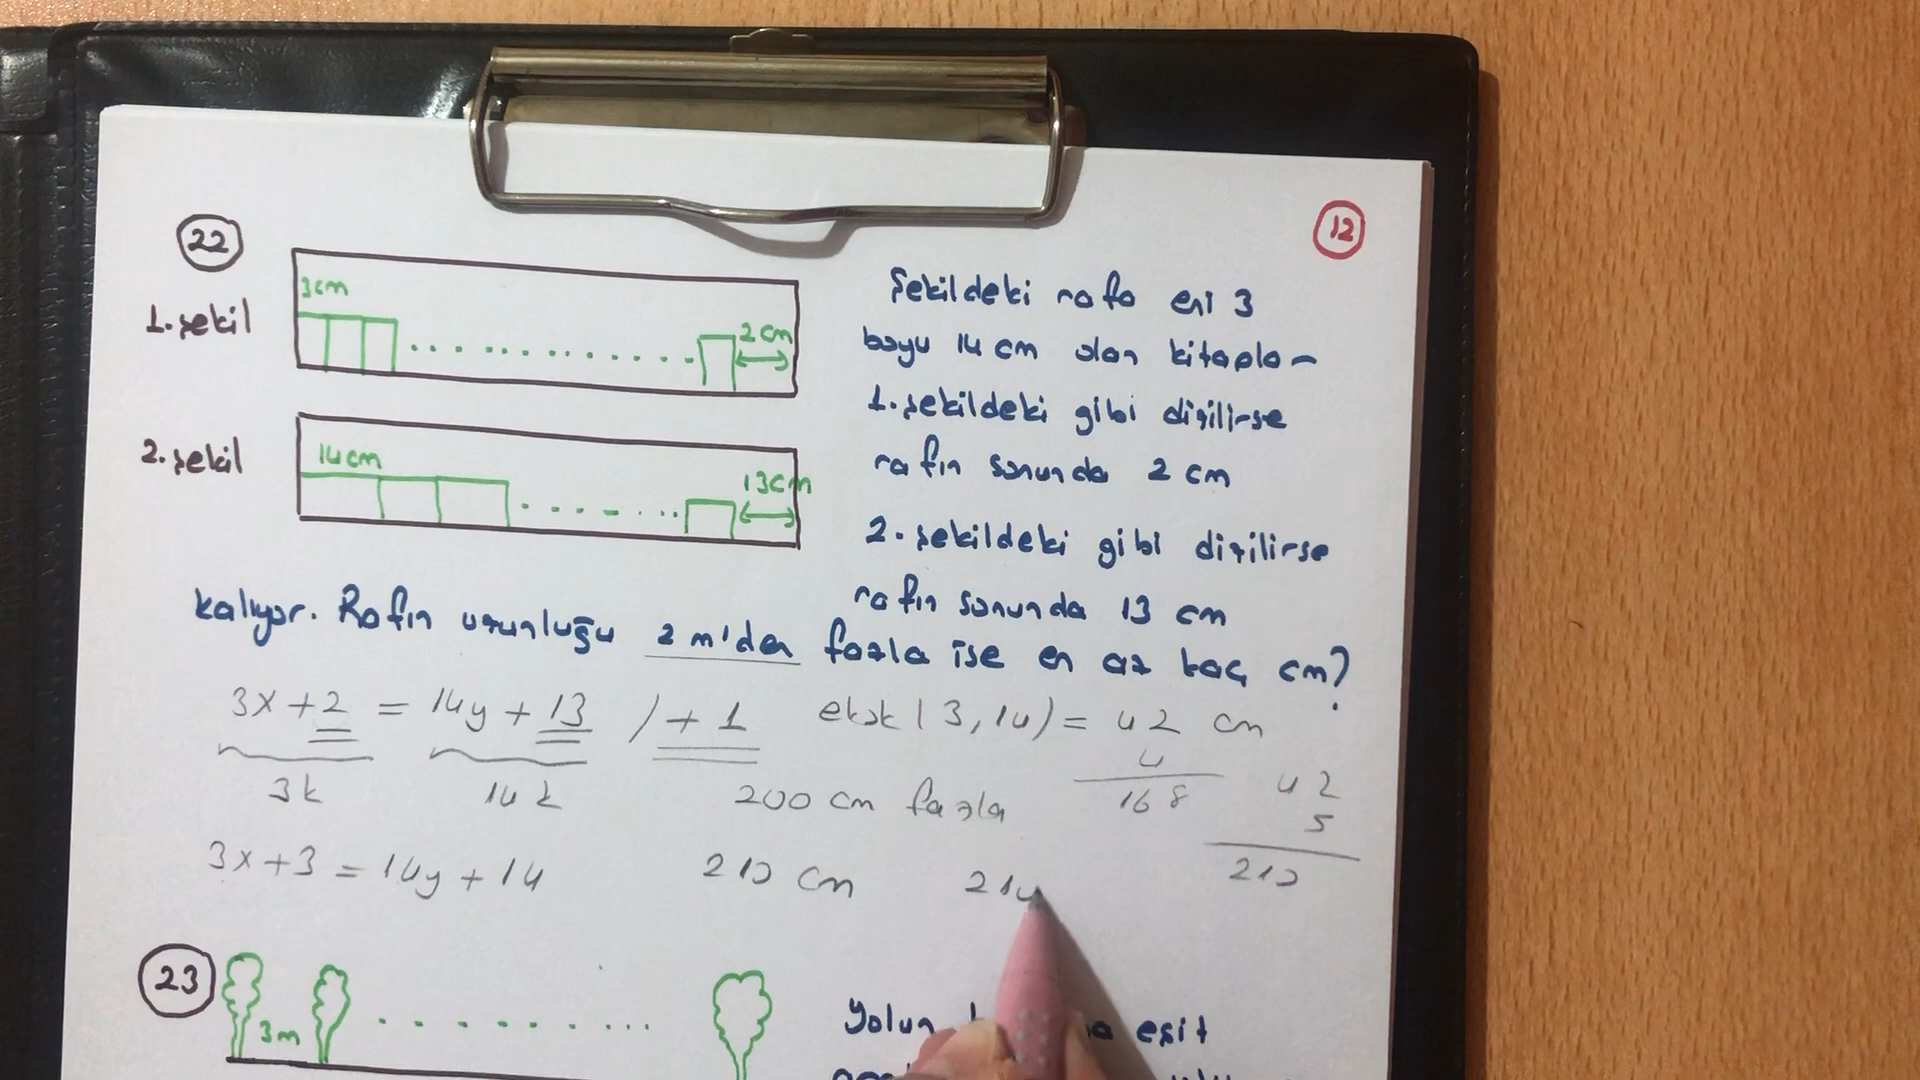 22
12
1. şekil
3cm
2 cm
2. şekil
14cm
13cm
Şekildeki rafa eni 3
boyu 14 cm olan kitaplar
1. şekildeki gibi dizilirse
rafın sonunda 2 cm
2. şekildeki gibi dizilirse
rafın sonunda 13 cm
kalıyor. Rafın uzunluğu 2 m'den fazla ise en az kaç cm?
3x + 2 = 14y + 13 / + 1
ekok (3, 14) = 42 cm
3k
14k
200 cm fazla
4
168
42
5
210
3x + 3 = 14y + 14
210 cm
23
3m
Yolun eşit